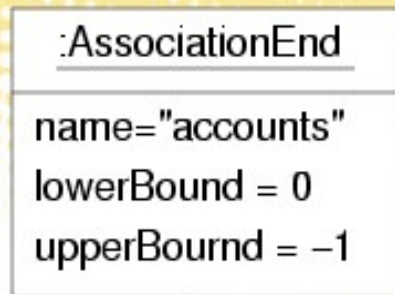 :AssociationEnd
name="accounts"
lowerBound = 0
upperBournd = –1